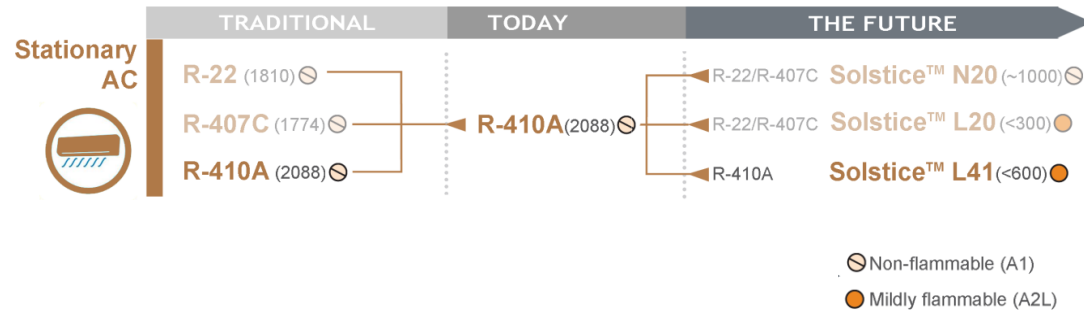 TRADITIONAL TODAY THE FUTURE
Stationary
AC
R-22 (1810) R-22/R-407C Solstice™ N20 (~1000)
R-407C (1774) R-410A(2088) R-22/R-407C Solstice™ L20 (<300)
R-410A (2088) R-410A Solstice™ L41(<600)
Non-flammable (A1)
Mildly flammable (A2L)